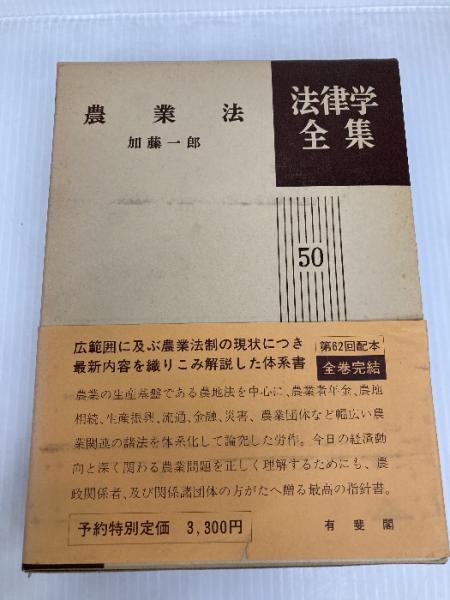 農業法
加藤一郎
法律学
全集
50
広範囲に及ぶ農業法制の現状につき
最新内容を織りこみ解説した体系書
第62回配本
全巻完結
農業の生産基盤である農地法を中心に、農業者年金、農地
相続、生産振興、流通、金融、災害、農業団体など幅広い農
業関連の諸法を体系化して論究した労作。今日の経済動
向と深く関わる農業問題を正しく理解するためにも、農
政関係者、及び関係諸団体の方がたへ贈る最高の指針書。
予約特別定価 3,300円
有斐閣